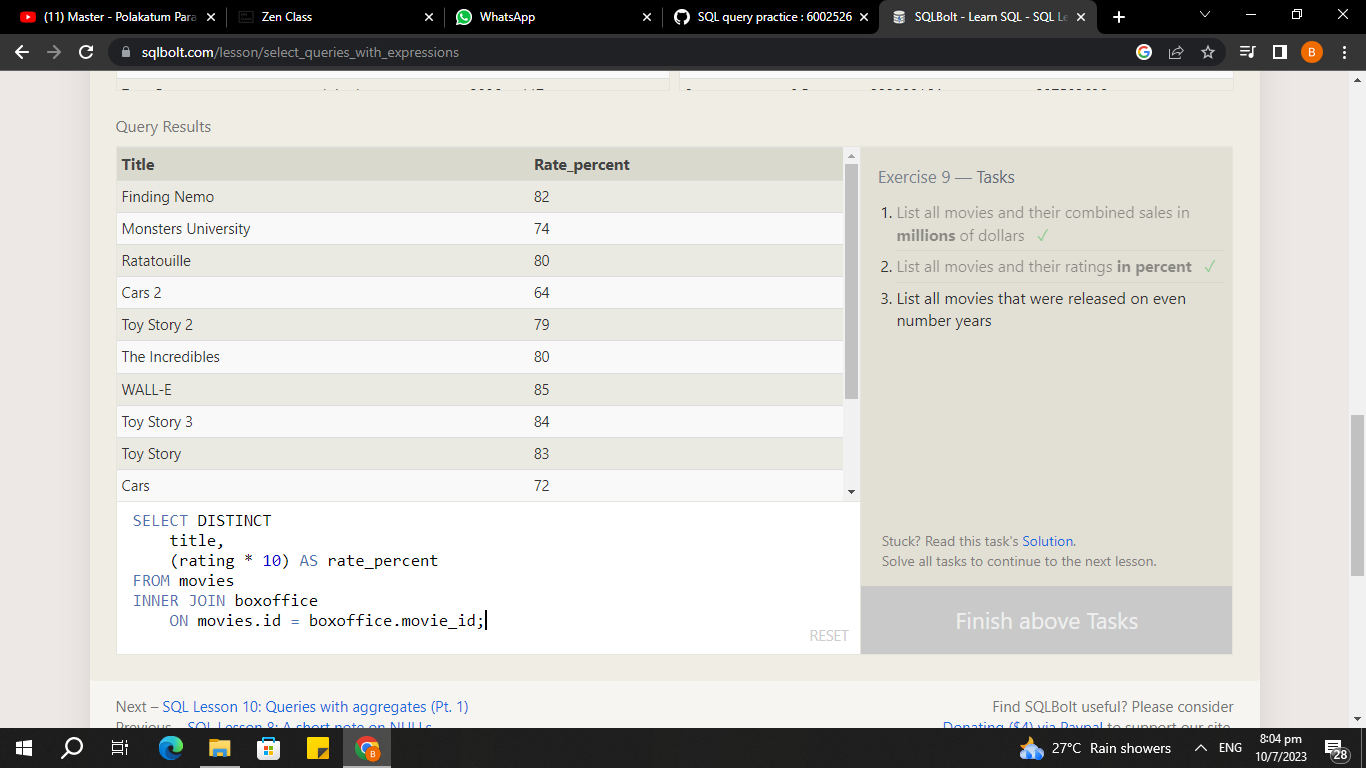 (11) Master - Polakatum Para
Zen Class
WhatsApp
SQL query practice : 6002526
SQLBolt - Learn SQL - SQL Le
sqlbolt.com/lesson/select_queries_with_expressions
B
Query Results
Title Rate_percent
Finding Nemo 82
Monsters University 74
Ratatouille 80
Cars 2 64
Toy Story 2 79
The Incredibles 80
WALL-E 85
Toy Story 3 84
Toy Story 83
Cars 72
SELECT DISTINCT
title,
(rating * 10) AS rate_percent
FROM movies
INNER JOIN boxoffice
ON movies.id = boxoffice.movie_id;
RESET
Exercise 9 — Tasks
1. List all movies and their combined sales in
millions of dollars ✓
2. List all movies and their ratings in percent ✓
3. List all movies that were released on even
number years
Stuck? Read this task's Solution.
Solve all tasks to continue to the next lesson.
Finish above Tasks
Next – SQL Lesson 10: Queries with aggregates (Pt. 1)
Find SQLBolt useful? Please consider
Previous – SQL Lesson 8: A short note on NULLs
Donating ($4) via Paypal to support our site.
27°C Rain showers
ENG
8:04 pm
10/7/2023
28